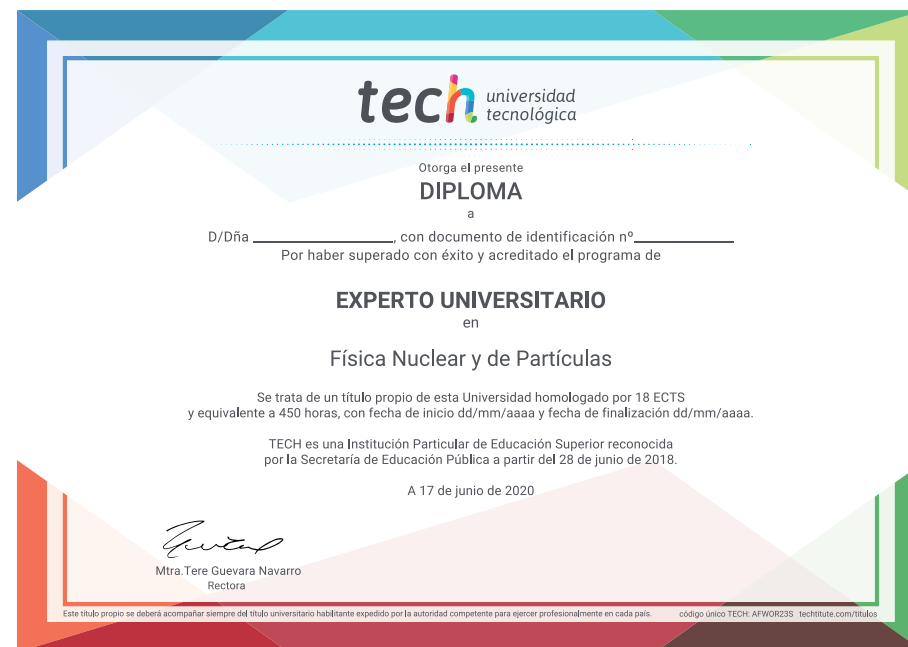 tech universidad
tecnológica
Otorga el presente
DIPLOMA
a
D/Dña ____________________, con documento de identificación nº______________
Por haber superado con éxito y acreditado el programa de
EXPERTO UNIVERSITARIO
en
Física Nuclear y de Partículas
Se trata de un título propio de esta Universidad homologado por 18 ECTS
y equivalente a 450 horas, con fecha de inicio dd/mm/aaaa y fecha de finalización dd/mm/aaaa.
TECH es una Institución Particular de Educación Superior reconocida
por la Secretaría de Educación Pública a partir del 28 de junio de 2018.
A 17 de junio de 2020
Mtra.Tere Guevara Navarro
Rectora
Este título propio se deberá acompañar siempre del título universitario habilitante expedido por la autoridad competente para ejercer profesionalmente en cada país. código único TECH: AFWOR23S techtitute.com/titulos